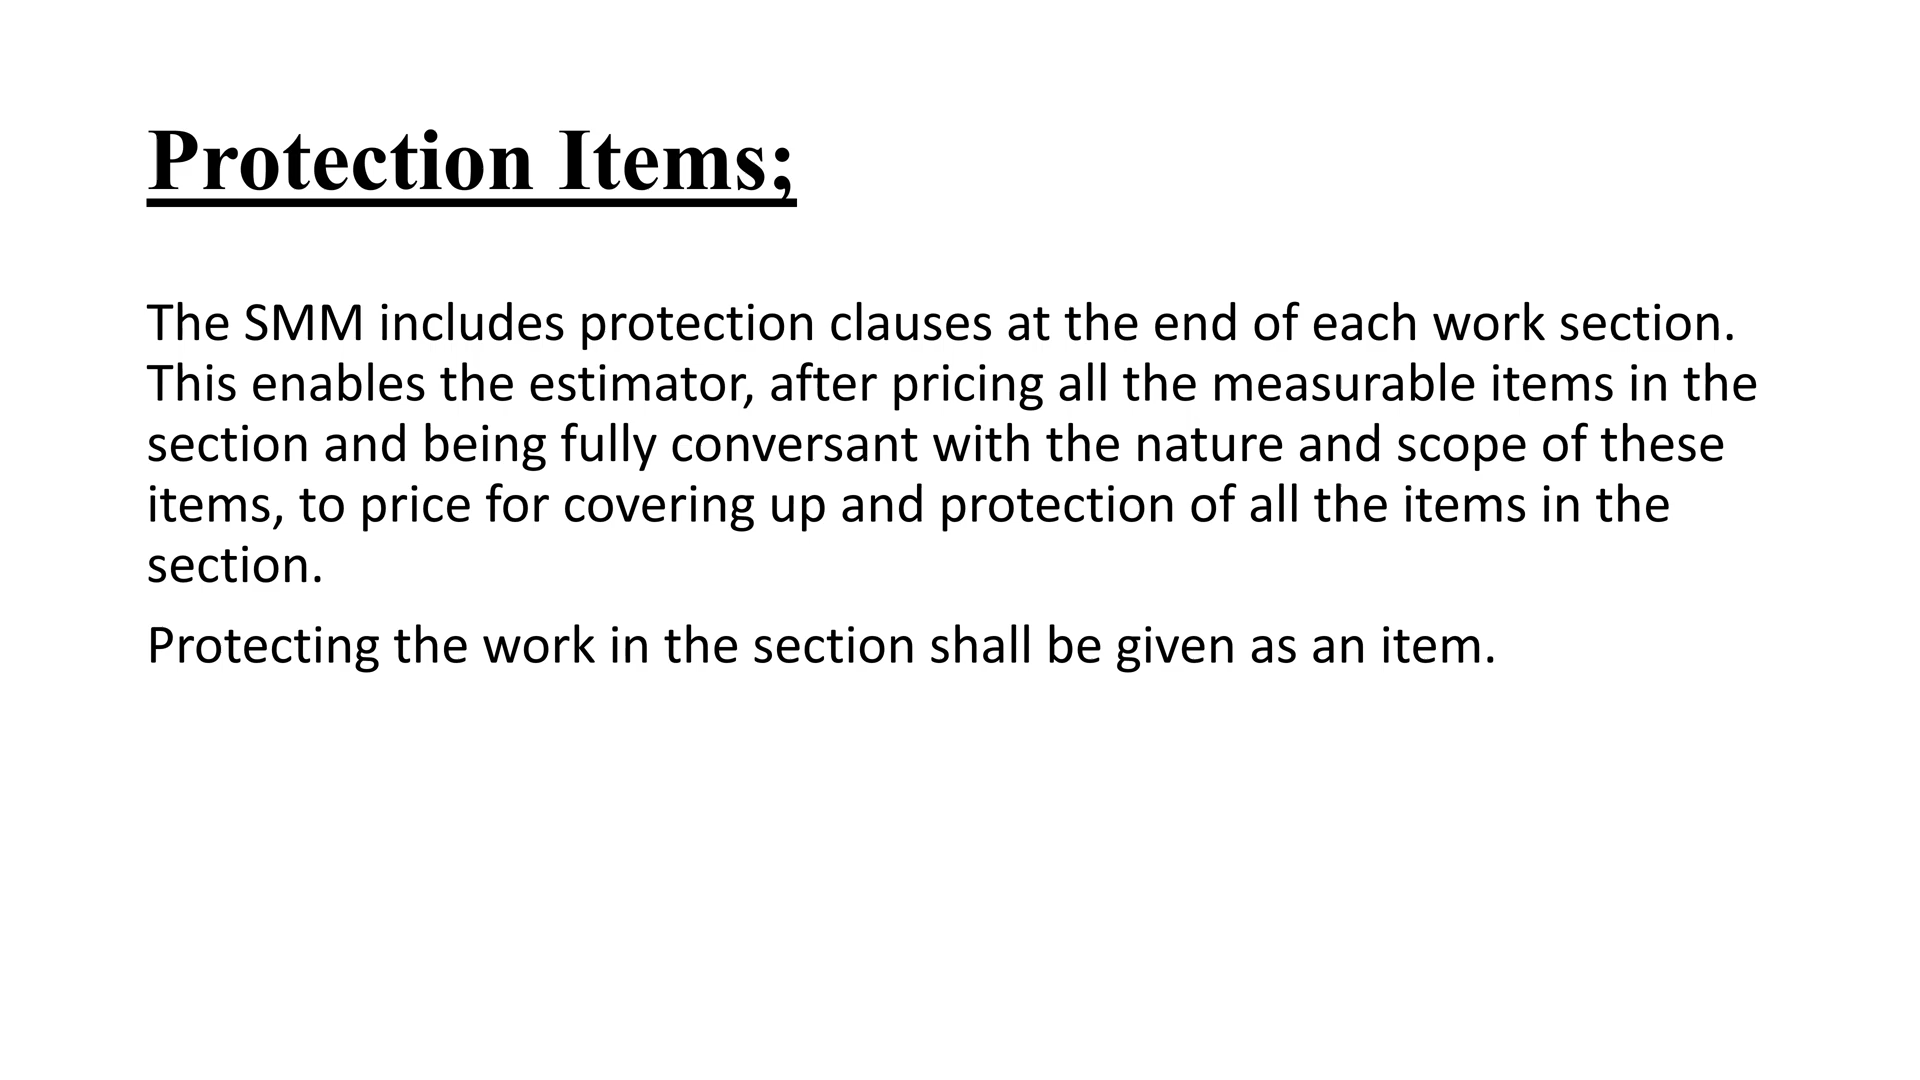 Protection Items;
The SMM includes protection clauses at the end of each work section.
This enables the estimator, after pricing all the measurable items in the
section and being fully conversant with the nature and scope of these
items, to price for covering up and protection of all the items in the
section.
Protecting the work in the section shall be given as an item.